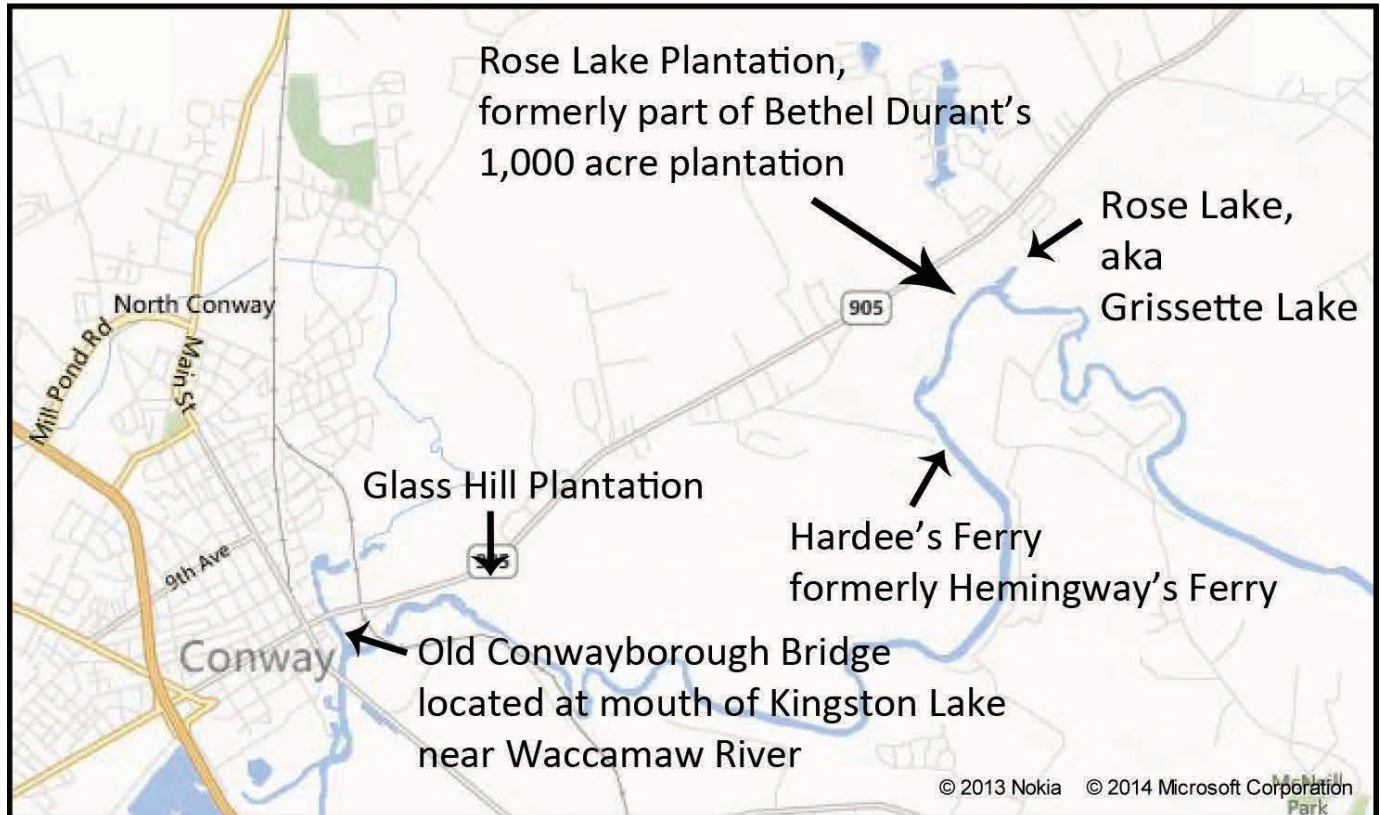 Rose Lake Plantation,
formerly part of Bethel Durant's
1,000 acre plantation
Rose Lake,
aka
Grissette Lake
905
North Conway
Mill Pond Rd
Main St
Glass Hill Plantation
9th Ave
Hardee's Ferry
formerly Hemingway's Ferry
Conway
Old Conwayborough Bridge
located at mouth of Kingston Lake
near Waccamaw River
© 2013 Nokia © 2014 Microsoft Corporation
McNeill
Park